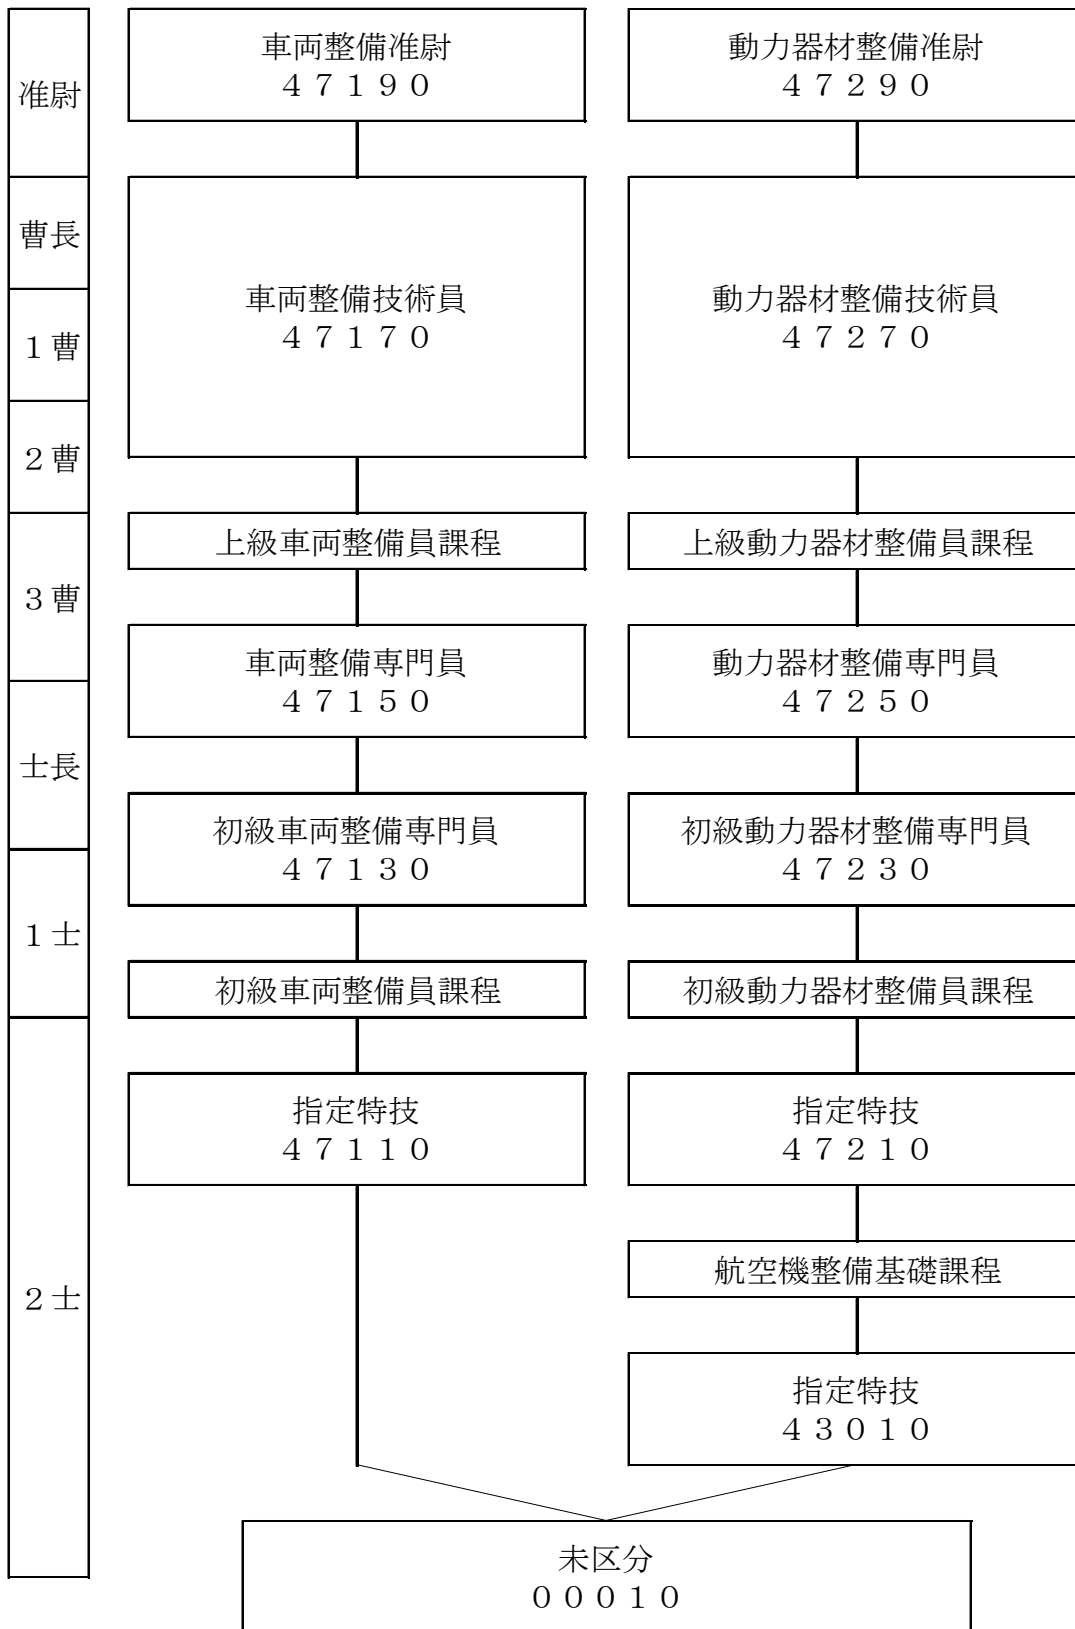 准尉
曹長
１曹
２曹
３曹
士長
１士
２士
車両整備准尉
４７１９０
動力器材整備准尉
４７２９０
車両整備技術員
４７１７０
動力器材整備技術員
４７２７０
上級車両整備員課程
上級動力器材整備員課程
車両整備専門員
４７１５０
動力器材整備専門員
４７２５０
初級車両整備専門員
４７１３０
初級動力器材整備専門員
４７２３０
初級車両整備員課程
初級動力器材整備員課程
指定特技
４７１１０
指定特技
４７２１０
航空機整備基礎課程
指定特技
４３０１０
未区分
０００１０